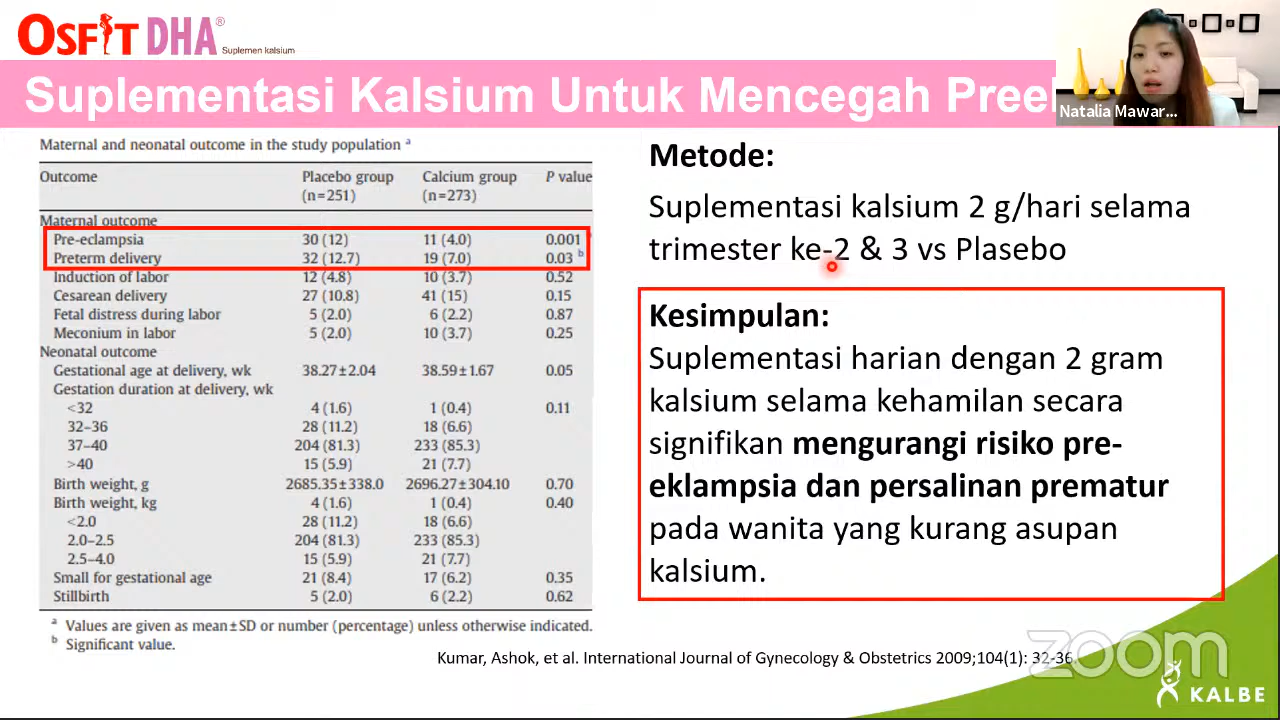 OSFIT DHA®
Suplemen kalsium
Suplementasi Kalsium Untuk Mencegah
Natalia Mawar...
Maternal and neonatal outcome in the study population a
Outcome Placebo group Calcium group P value
(n=251) (n=273)
Maternal outcome
Pre-eclampsia 30 (12) 11 (4.0) 0.001
Preterm delivery 32 (12.7) 19 (7.0) 0.03 b
Induction of labor 12 (4.8) 10 (3.7) 0.52
Cesarean delivery 27 (10.8) 41 (15) 0.15
Fetal distress during labor 5 (2.0) 6 (2.2) 0.87
Meconium in labor 5 (2.0) 10 (3.7) 0.25
Neonatal outcome
Gestational age at delivery, wk 38.27±2.04 38.59±1.67 0.05
Gestation duration at delivery, wk
<32 4 (1.6) 1 (0.4) 0.11
32–36 28 (11.2) 18 (6.6)
37–40 204 (81.3) 233 (85.3)
>40 15 (5.9) 21 (7.7)
Birth weight, g 2685.35±338.0 2696.27±304.10 0.70
Birth weight, kg 4 (1.6) 1 (0.4) 0.40
<2.0 28 (11.2) 18 (6.6)
2.0–2.5 204 (81.3) 233 (85.3)
2.5–4.0 15 (5.9) 21 (7.7)
Small for gestational age 21 (8.4) 17 (6.2) 0.35
Stillbirth 5 (2.0) 6 (2.2) 0.62
a Values are given as mean±SD or number (percentage) unless otherwise indicated.
b Significant value.
Metode:
Suplementasi kalsium 2 g/hari selama
trimester ke-2 & 3 vs Plasebo
Kesimpulan:
Suplementasi harian dengan 2 gram
kalsium selama kehamilan secara
signifikan mengurangi risiko pre-
eklampsia dan persalinan prematur
pada wanita yang kurang asupan
kalsium.
Kumar, Ashok, et al. International Journal of Gynecology & Obstetrics 2009;104(1): 32-36.
zoom
KALBE